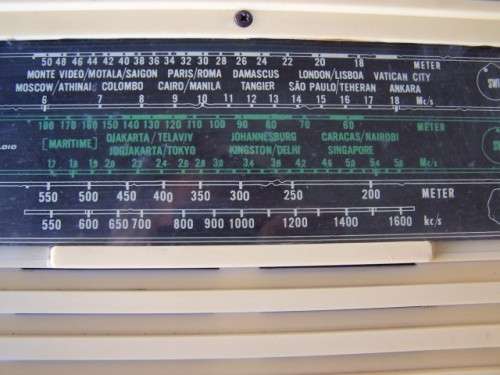 50 48 46 44 42 40 38 36 34 32 30 28 26 24 22 20 18 METER
MONTE VIDEO/MOTALA/SAIGON PARIS/ROMA DAMASCUS LONDON/LISBOA VATICAN CITY
MOSCOW/ATHINAI COLOMBO CAIRO/MANILA TANGIER SÃO PAULO/TEHERAN ANKARA
6 7 8 9 10 11 12 13 14 15 16 17 18 Mc/s
180 170 160 150 140 130 120 110 100 90 80 70 60 METER
[MARITIME] DJAKARTA/TELAVIV JOHANNESBURG CARACAS/NAIROBI
JOGJAKARTA/TOKYO KINGSTON/DELHI SINGAPORE
Mc/s
550 500 450 400 350 300 250 200 METER
550 600 650 700 800 900 1000 1200 1400 1600 kc/s